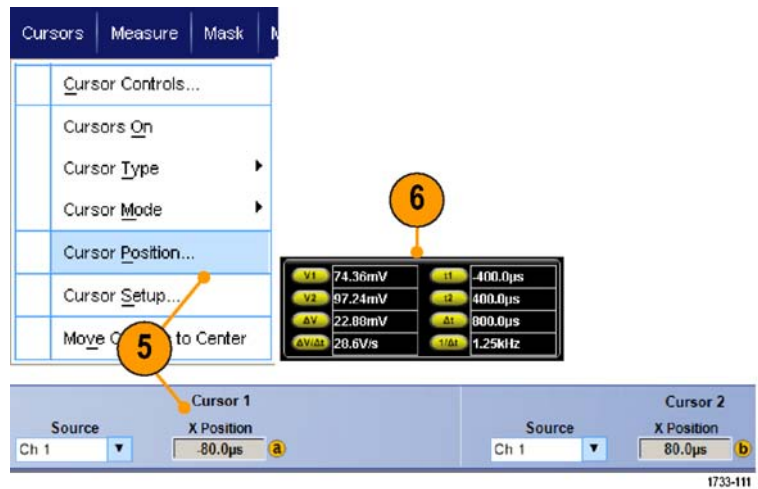 Cursors Measure Mask
Cursor Controls...
Cursors On
Cursor Type
Cursor Mode
Cursor Position...
Cursor Setup...
Move to Center
5
6
V1 74.36mV t1 -400.0µs
V2 97.24mV t2 400.0µs
ΔV 22.88mV Δt 800.0µs
ΔV/Δt 28.6V/s 1/Δt 1.25kHz
Cursor 1 Cursor 2
Source X Position Source X Position
Ch 1 -80.0µs a Ch 1 80.0µs b
1733-111